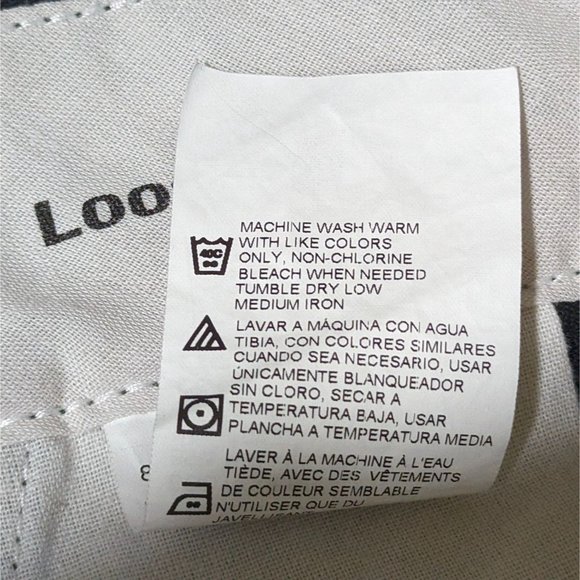 Loo
MACHINE WASH WARM
WITH LIKE COLORS
ONLY, NON-CHLORINE
BLEACH WHEN NEEDED
TUMBLE DRY LOW
MEDIUM IRON
40C
LAVAR A MÁQUINA CON AGUA
TIBIA, CON COLORES SIMILARES
CUANDO SEA NECESARIO, USAR
ÚNICAMENTE BLANQUEADOR
SIN CLORO, SECAR A
TEMPERATURA BAJA, USAR
PLANCHA A TEMPERATURA MEDIA
LAVER À LA MACHINE À L'EAU
TIÈDE, AVEC DES VÊTEMENTS
DE COULEUR SEMBLABLE
N'UTILISER QUE DU
8